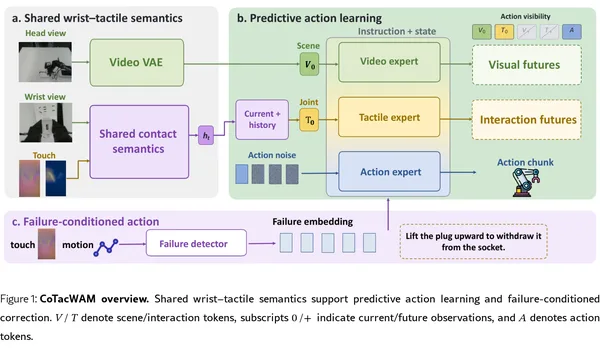 a. Shared wrist–tactile semantics
Head view
Video VAE
Wrist view
Shared contact
semantics
h_t
Touch
b. Predictive action learning
Instruction + state
Action visibility
V₀ T₀ V₊ T₊ A
Scene
V₀
Video expert
Visual futures
Current +
history
Joint
T₀
Tactile expert
Interaction futures
Action noise
Action expert
Action chunk
c. Failure-conditioned action
touch
motion
Failure detector
Failure embedding
Lift the plug upward to withdraw it
from the socket.
Figure 1: CoTacWAM overview. Shared wrist–tactile semantics support predictive action learning and failure-conditioned
correction. V / T denote scene/interaction tokens, subscripts 0 / + indicate current/future observations, and A denotes action
tokens.